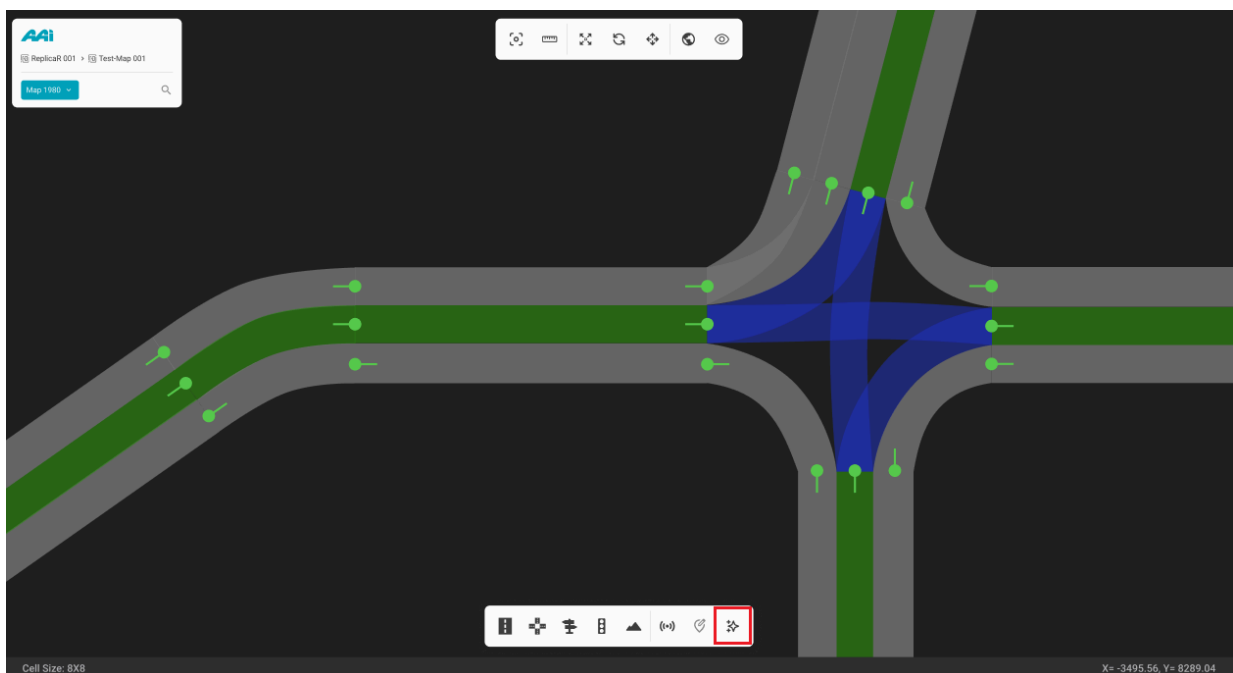 AAi
ReplicaR 001 > Test-Map 001
Map 1980
Cell Size: 8X8
X= -3495.56, Y= 8289.04